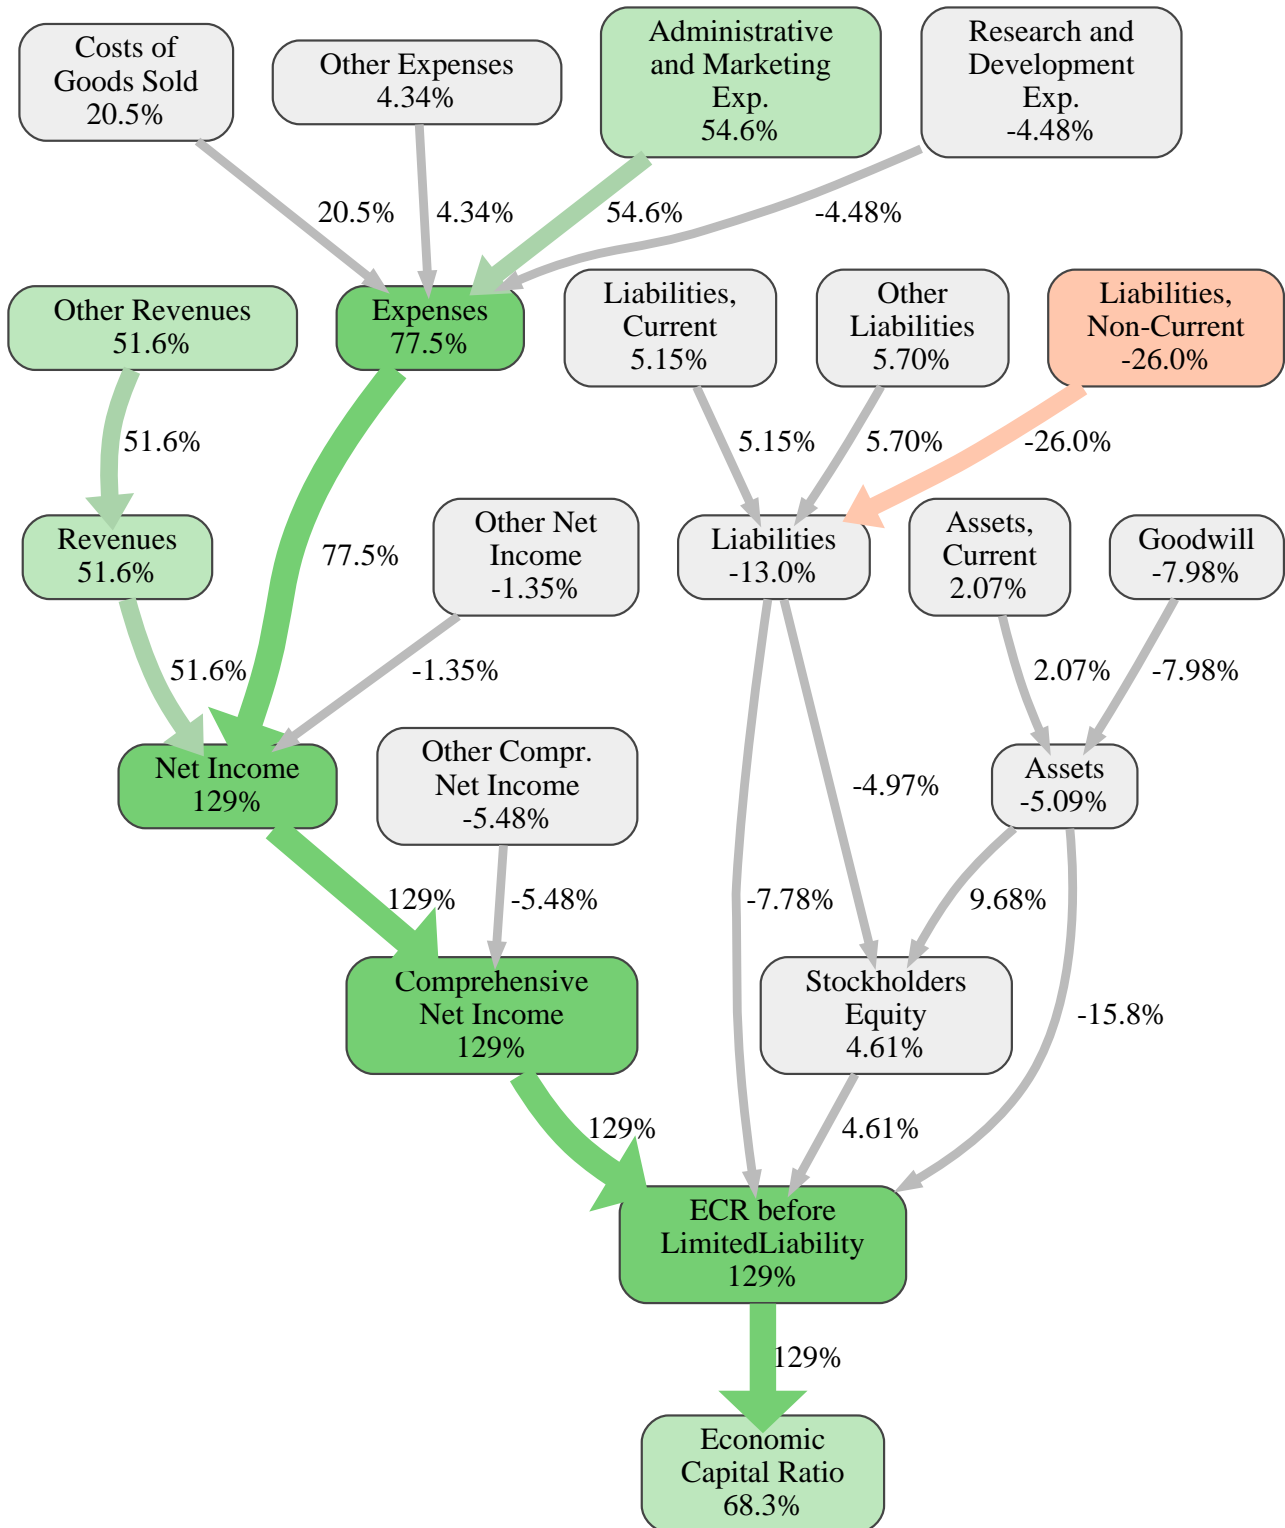 Costs of
Goods Sold
20.5%
Other Expenses
4.34%
Administrative
and Marketing
Exp.
54.6%
Research and
Development
Exp.
-4.48%
20.5%
4.34%
54.6%
-4.48%
Other Revenues
51.6%
Expenses
77.5%
Liabilities,
Current
5.15%
Other
Liabilities
5.70%
Liabilities,
Non-Current
-26.0%
51.6%
5.15%
5.70%
-26.0%
Revenues
51.6%
77.5%
Other Net
Income
-1.35%
Liabilities
-13.0%
Assets,
Current
2.07%
Goodwill
-7.98%
51.6%
-1.35%
2.07%
-7.98%
Net Income
129%
Other Compr.
Net Income
-5.48%
-4.97%
Assets
-5.09%
129%
-5.48%
-7.78%
9.68%
Comprehensive
Net Income
129%
Stockholders
Equity
4.61%
-15.8%
129%
4.61%
ECR before
LimitedLiability
129%
129%
Economic
Capital Ratio
68.3%